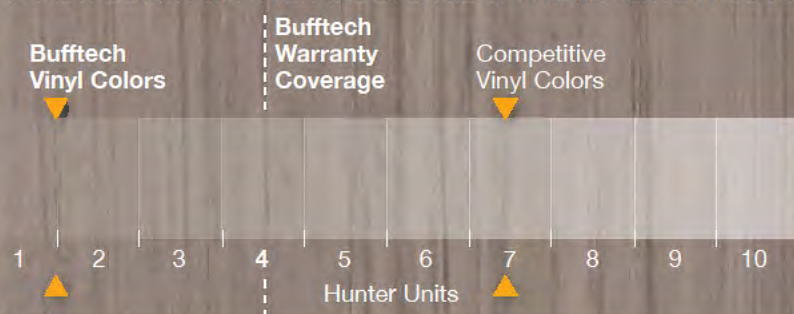 Bufftech
Vinyl Colors
Bufftech
Warranty
Coverage
Competitive
Vinyl Colors
1 2 3 4 5 6 7 8 9 10
Hunter Units